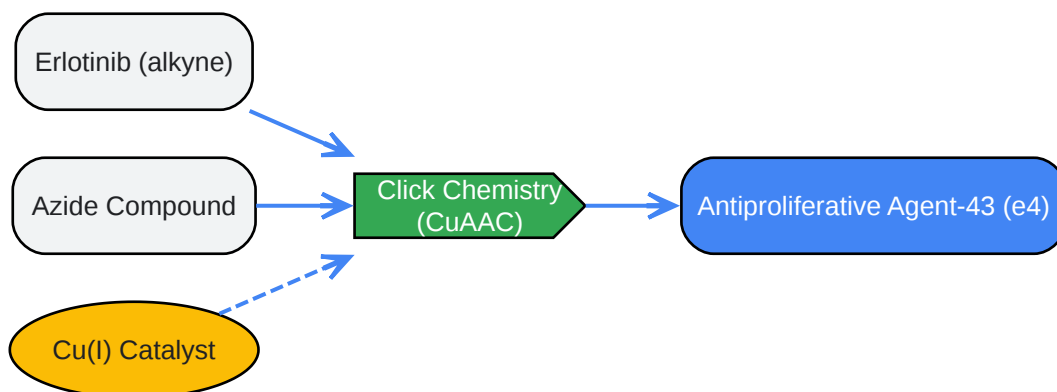 Erlotinib (alkyne)
Azide Compound
Cu(I) Catalyst
Click Chemistry
(CuAAC)
Antiproliferative Agent-43 (e4)